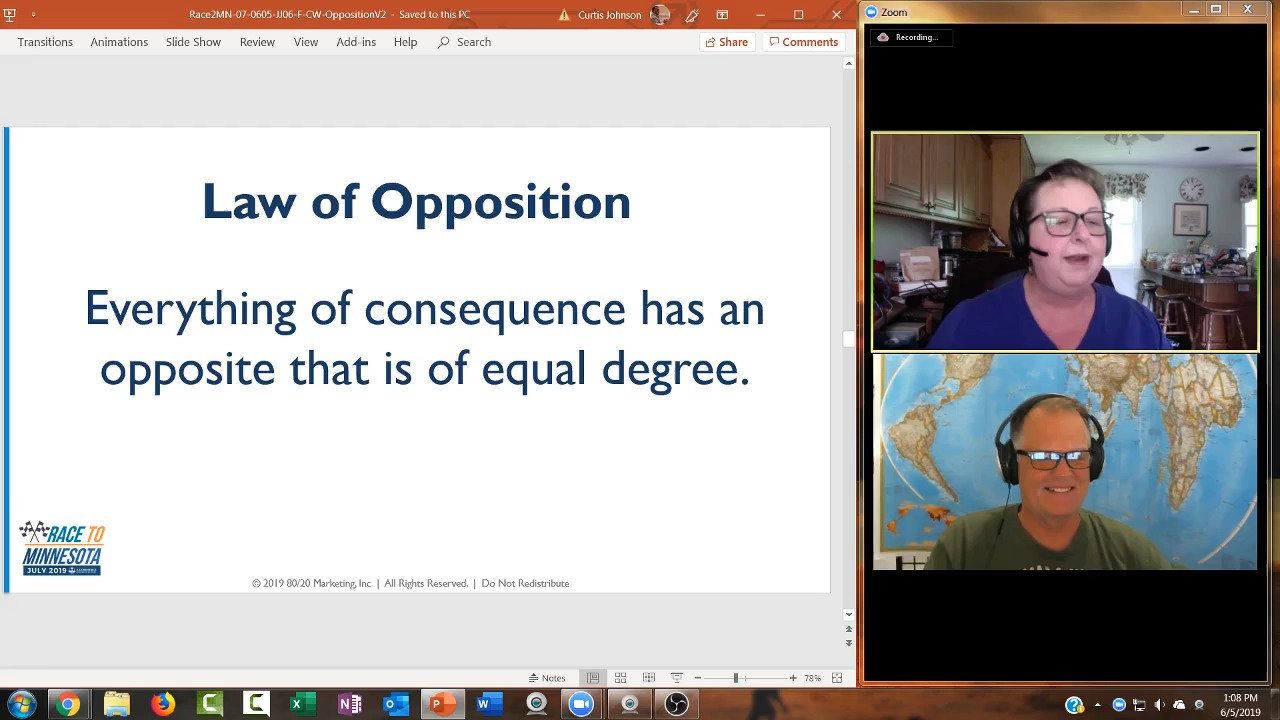 Race2MN-07-0605-JJ06-F-CW-OppositionV2 - Saved to this PC
Curtis Johnson
Transitions Animations Slide Show Review View Add-ins Help Search Share Comments
Law of Opposition
Everything of consequence has an
opposite that is of equal degree.
RACE TO
MINNESOTA
JULY 2019
© 2019 80/20 Marketing, Inc | All Rights Reserved. | Do Not Redistribute
Notes
78%
Zoom
Recording...
1:08 PM
6/5/2019